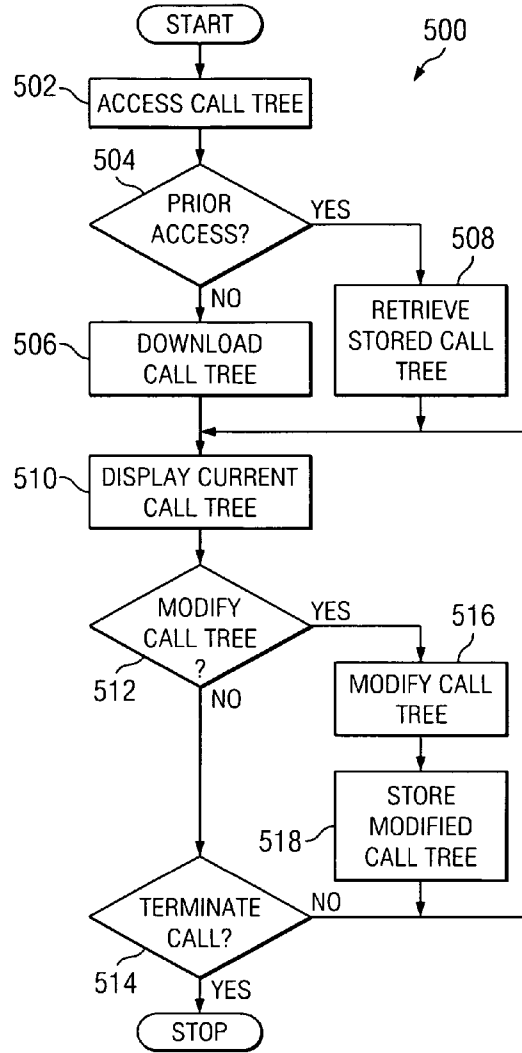 START
500
502
ACCESS CALL TREE
504
PRIOR
ACCESS?
YES
508
NO
RETRIEVE
STORED CALL
TREE
506
DOWNLOAD
CALL TREE
510
DISPLAY CURRENT
CALL TREE
MODIFY
CALL TREE
?
YES
516
512
NO
MODIFY CALL
TREE
STORE
MODIFIED
CALL TREE
518
TERMINATE
CALL?
NO
514
YES
STOP